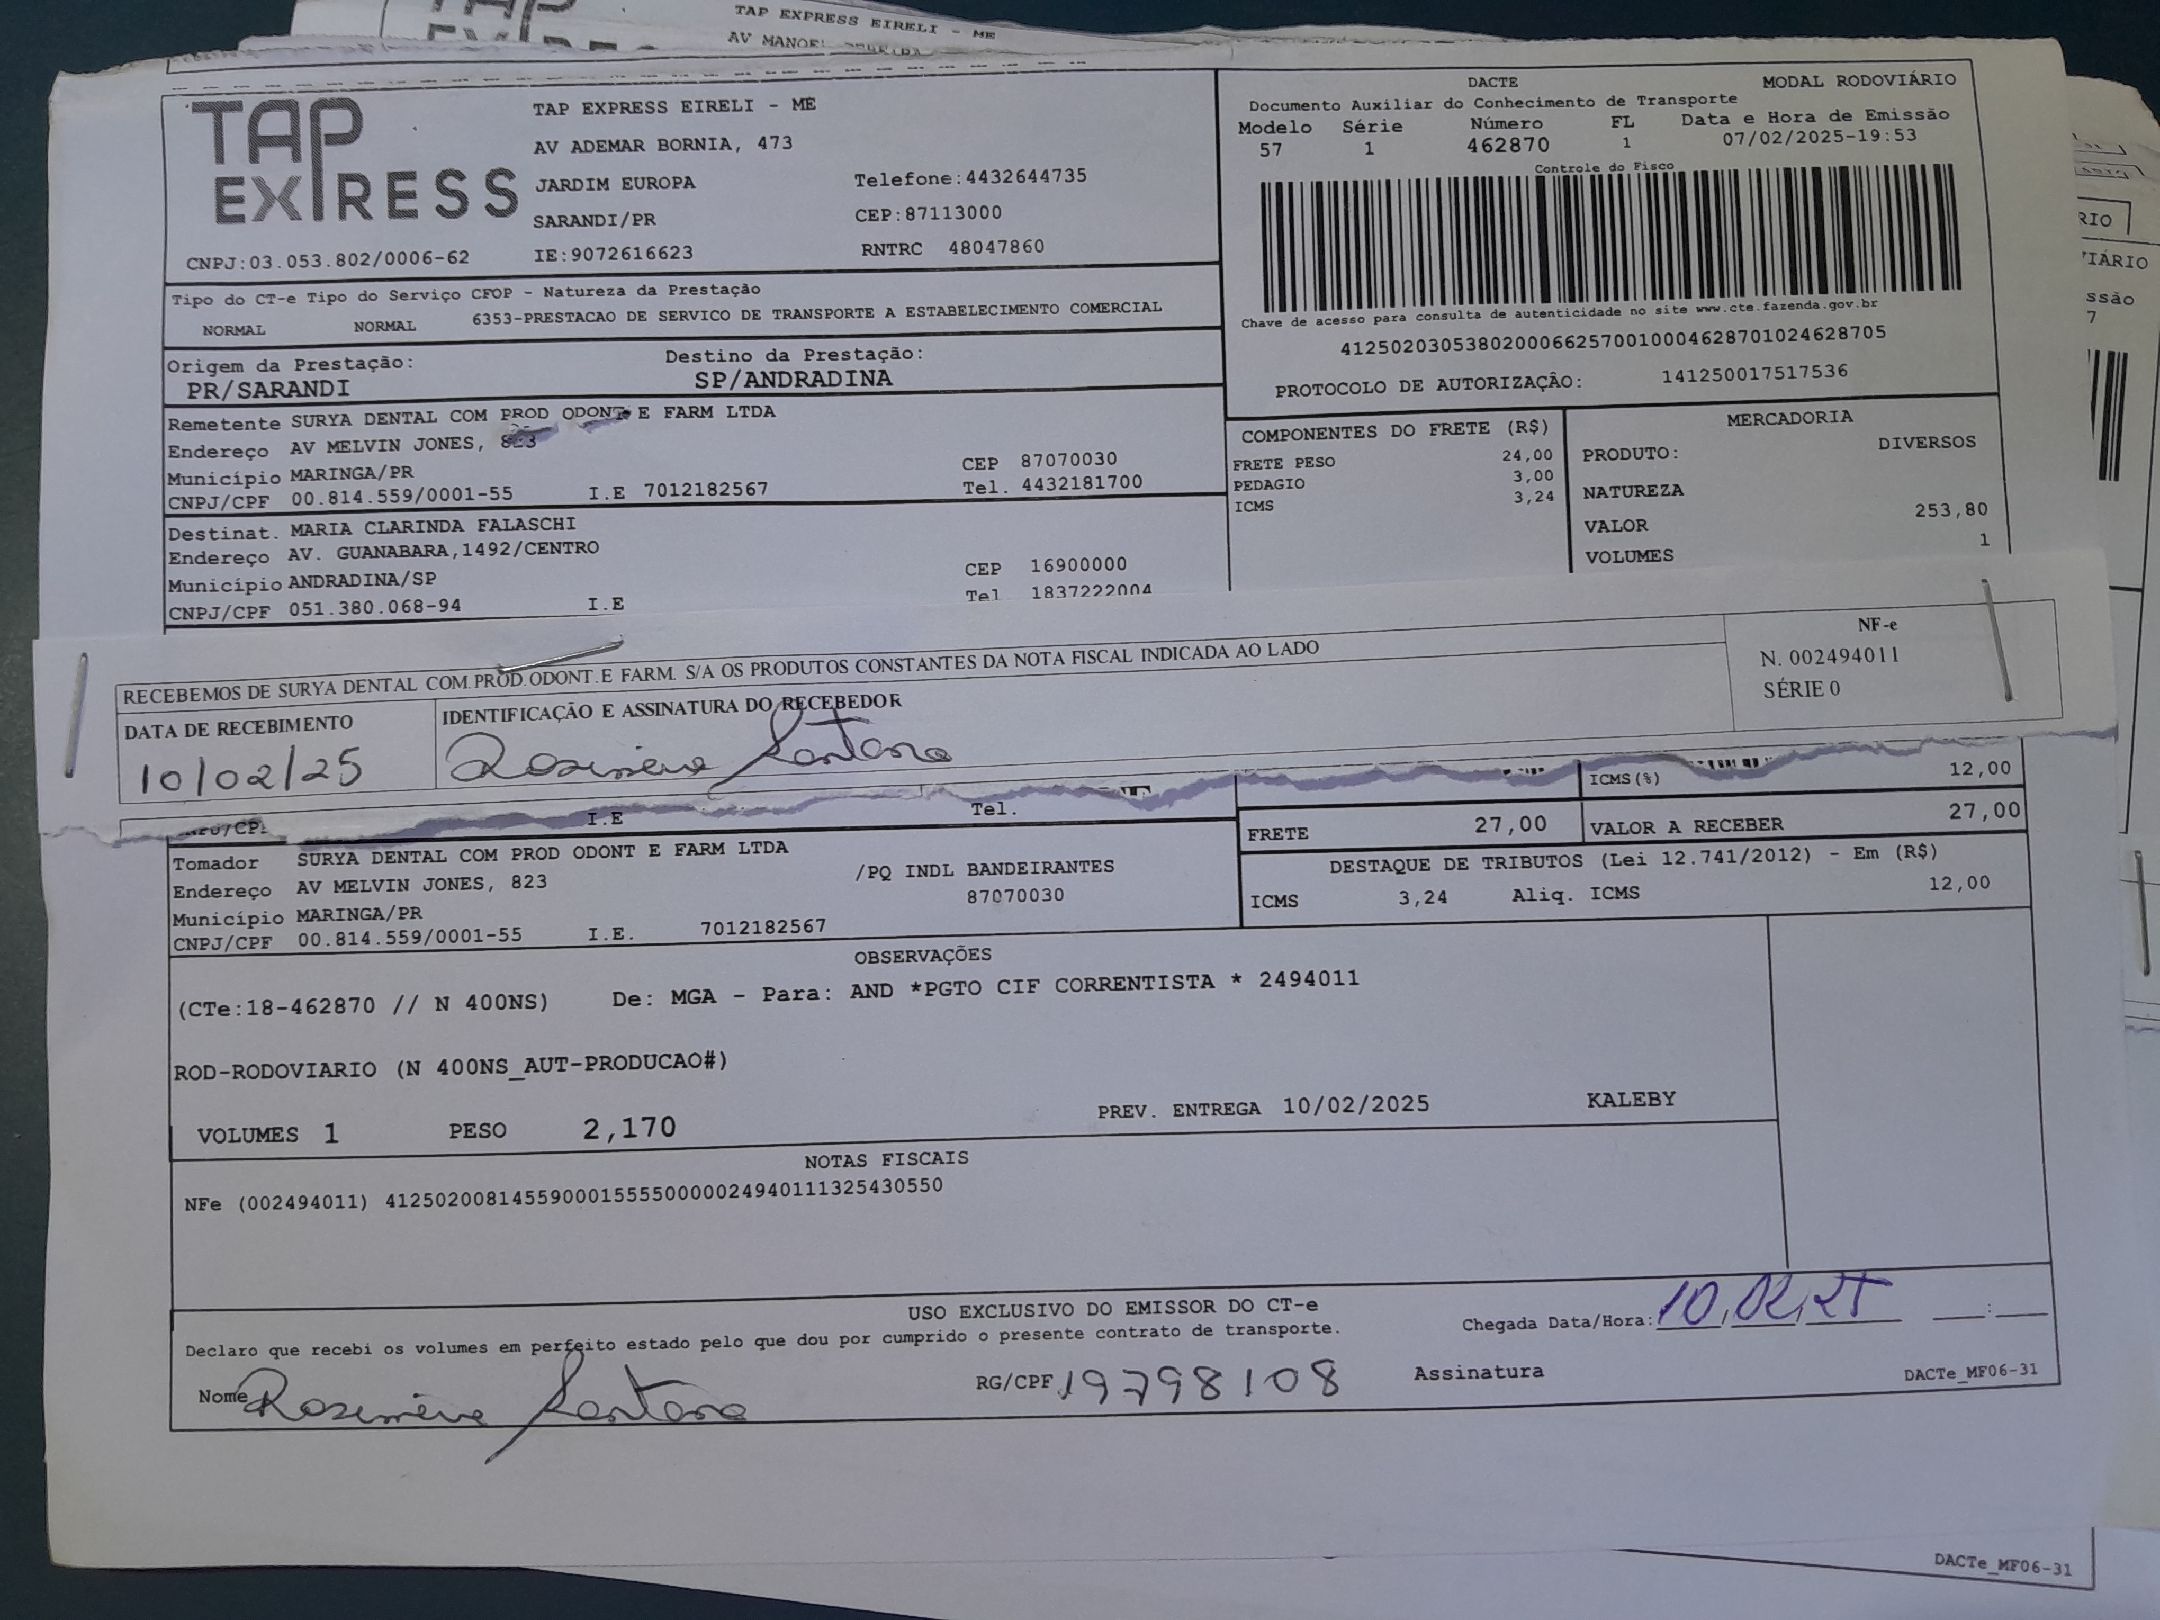 TAP EXPRESS EIRELI - ME
AV MANOEL
TAP
EXPRESS
TAP EXPRESS EIRELI - ME
AV ADEMAR BORNIA, 473
JARDIM EUROPA Telefone:4432644735
SARANDI/PR CEP:87113000
CNPJ:03.053.802/0006-62 IE:9072616623 RNTRC 48047860
DACTE MODAL RODOVIÁRIO
Documento Auxiliar do Conhecimento de Transporte
Modelo Série Número FL Data e Hora de Emissão
57 1 462870 1 07/02/2025-19:53
Controle do Fisco
Chave de acesso para consulta de autenticidade no site www.cte.fazenda.gov.br
41250203053802000662570010004628701024628705
PROTOCOLO DE AUTORIZAÇÃO: 141250017517536
Tipo do CT-e Tipo do Serviço CFOP - Natureza da Prestação
NORMAL NORMAL 6353-PRESTACAO DE SERVICO DE TRANSPORTE A ESTABELECIMENTO COMERCIAL
Origem da Prestação: Destino da Prestação:
PR/SARANDI SP/ANDRADINA
Remetente SURYA DENTAL COM PROD ODONT E FARM LTDA
Endereço AV MELVIN JONES, 823
Município MARINGA/PR CEP 87070030
CNPJ/CPF 00.814.559/0001-55 I.E 7012182567 Tel. 4432181700
Destinat. MARIA CLARINDA FALASCHI
Endereço AV. GUANABARA,1492/CENTRO
Município ANDRADINA/SP CEP 16900000
CNPJ/CPF 051.380.068-94 I.E Tel 1837222004
COMPONENTES DO FRETE (R$)
FRETE PESO 24,00
PEDAGIO 3,00
ICMS 3,24
MERCADORIA
PRODUTO: DIVERSOS
NATUREZA
VALOR 253,80
VOLUMES 1
RECEBEMOS DE SURYA DENTAL COM.PROD.ODONT.E FARM. S/A OS PRODUTOS CONSTANTES DA NOTA FISCAL INDICADA AO LADO
DATA DE RECEBIMENTO IDENTIFICAÇÃO E ASSINATURA DO RECEBEDOR
10/02/25 Rosimeire Santana
NF-e
N. 002494011
SÉRIE 0
I.E Tel.
ICMS(%) 12,00
FRETE 27,00 VALOR A RECEBER 27,00
Tomador SURYA DENTAL COM PROD ODONT E FARM LTDA
Endereço AV MELVIN JONES, 823 /PQ INDL BANDEIRANTES
Município MARINGA/PR 87070030
CNPJ/CPF 00.814.559/0001-55 I.E. 7012182567
DESTAQUE DE TRIBUTOS (Lei 12.741/2012) - Em (R$)
ICMS 3,24 Aliq. ICMS 12,00
OBSERVAÇÕES
(CTe:18-462870 // N 400NS) De: MGA - Para: AND *PGTO CIF CORRENTISTA * 2494011
ROD-RODOVIARIO (N 400NS_AUT-PRODUCAO#)
VOLUMES 1 PESO 2,170 PREV. ENTREGA 10/02/2025 KALEBY
NOTAS FISCAIS
NFe (002494011) 41250200814559000155550000024940111325430550
USO EXCLUSIVO DO EMISSOR DO CT-e
Declaro que recebi os volumes em perfeito estado pelo que dou por cumprido o presente contrato de transporte.
Chegada Data/Hora: 10/02/25 __:__
Nome Rosimeire Santana RG/CPF 19798108 Assinatura
DACTe_MF06-31
DACTe_MF06-31